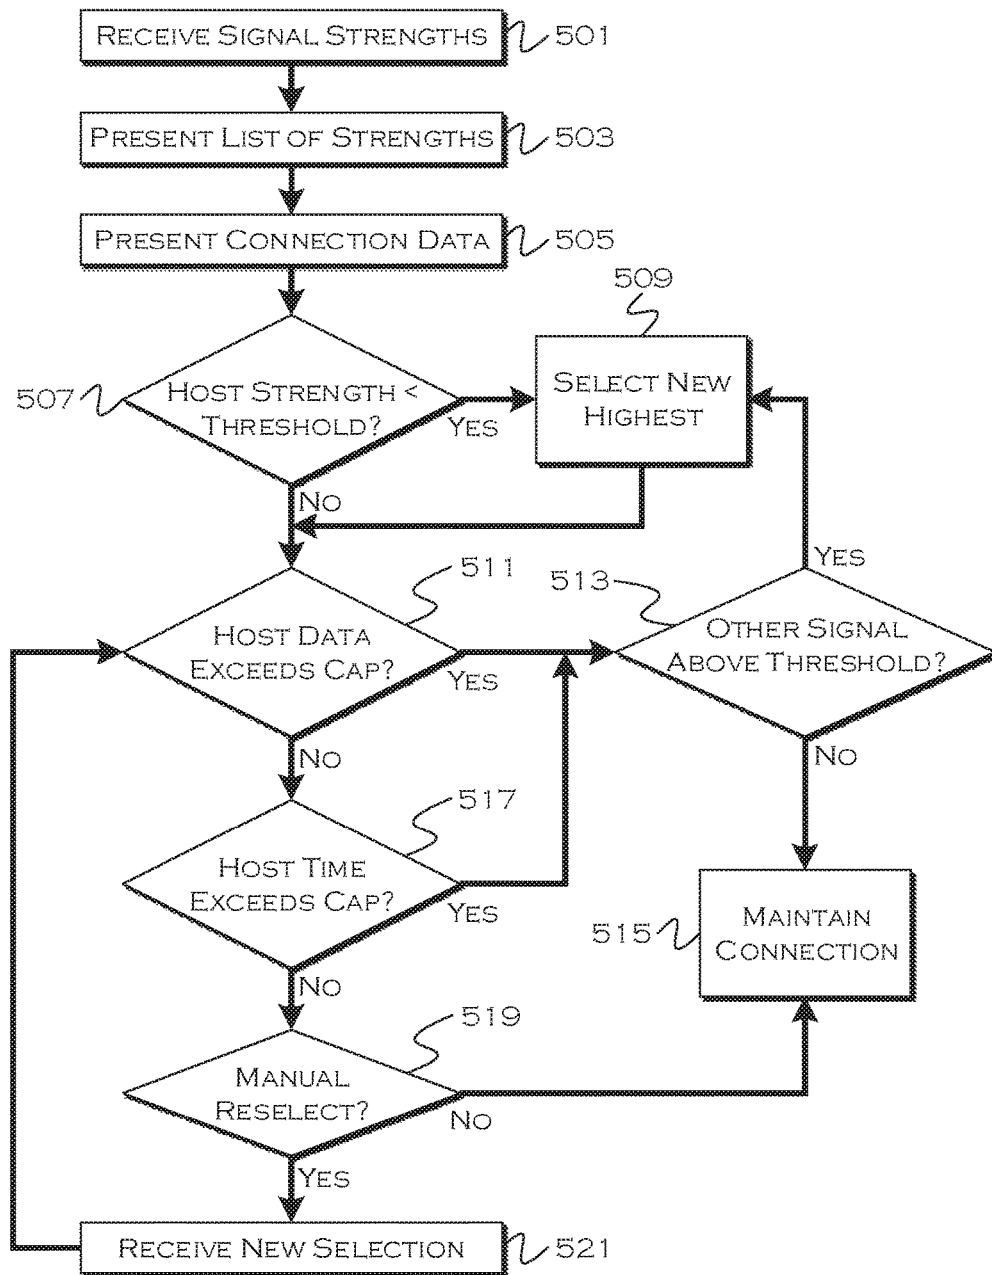 RECEIVE SIGNAL STRENGTHS
501
PRESENT LIST OF STRENGTHS
503
PRESENT CONNECTION DATA
505
509
507
HOST STRENGTH <
THRESHOLD?
YES
SELECT NEW
HIGHEST
NO
YES
511
513
HOST DATA
EXCEEDS CAP?
YES
OTHER SIGNAL
ABOVE THRESHOLD?
NO
NO
517
HOST TIME
EXCEEDS CAP?
YES
515
MAINTAIN
CONNECTION
NO
519
MANUAL
RESELECT?
NO
YES
RECEIVE NEW SELECTION
521